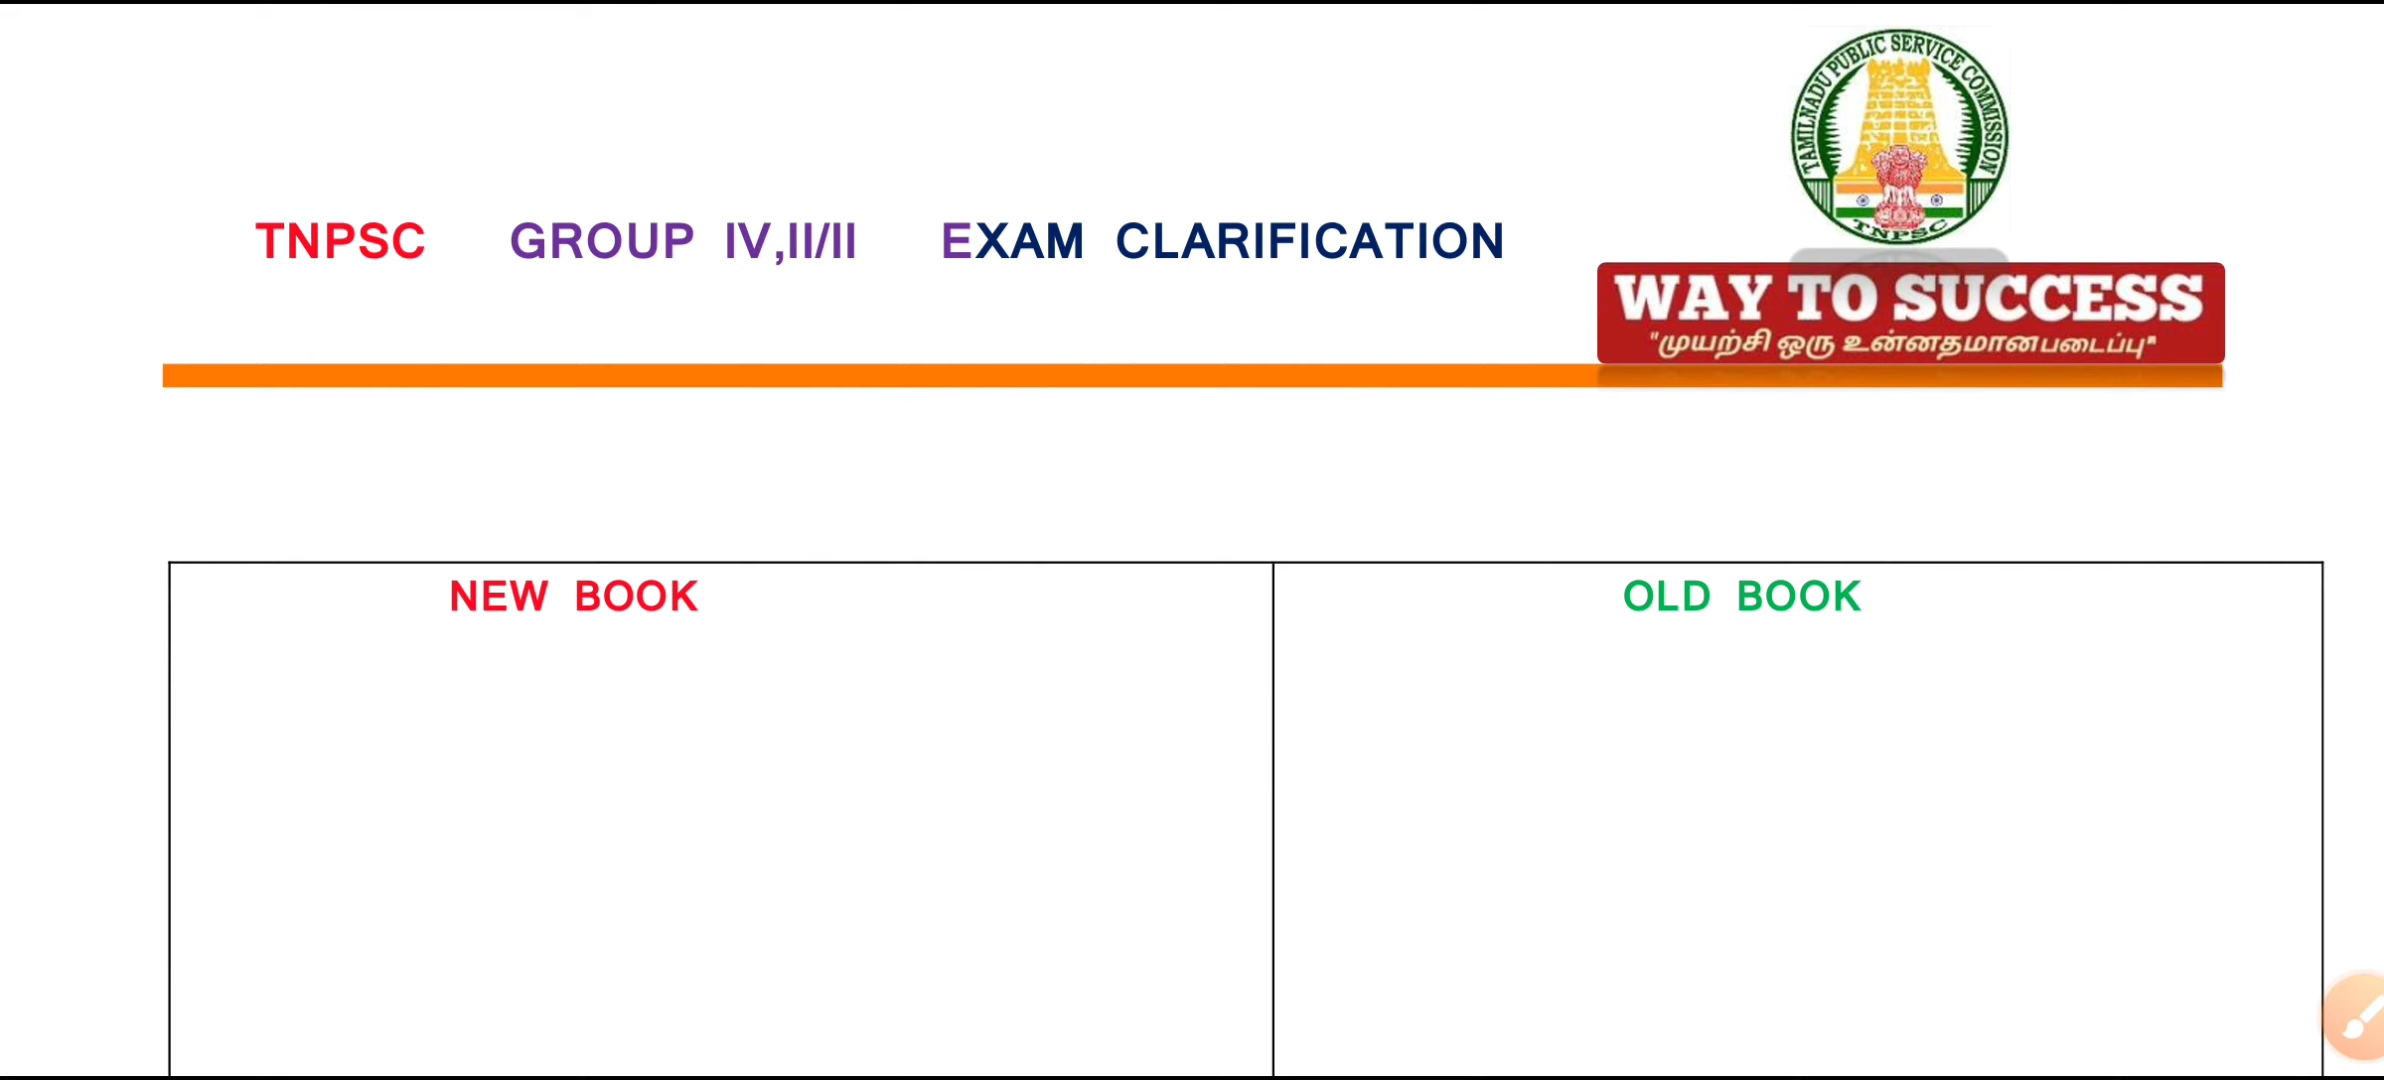 TAMILNADU PUBLIC SERVICE COMMISSION
TNPSC
TNPSC GROUP IV,II/II EXAM CLARIFICATION
WAY TO SUCCESS
"முயற்சி ஒரு உன்னதமானபடைப்பு"
NEW BOOK
OLD BOOK